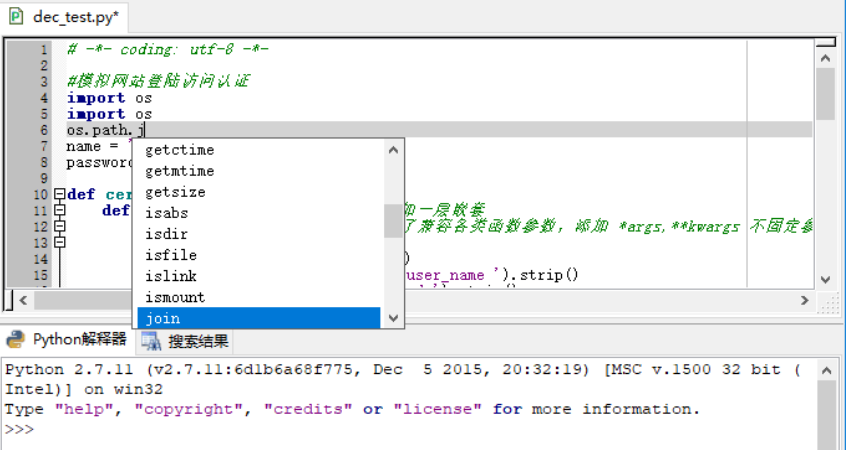 dec_test.py*
1 # -*- coding: utf-8 -*-
2
3 #模拟网站登陆访问认证
4 import os
5 import os
6 os.path.j
7 name = '
8 password
9
10 def cer
11 def 加一层嵌套
12 了兼容各类函数参数，添加 *args,**kwargs 不固定参
13
14 )
15 user_name ').strip()
getctime
getmtime
getsize
isabs
isdir
isfile
islink
ismount
join
Python解释器 搜索结果
Python 2.7.11 (v2.7.11:6d1b6a68f775, Dec  5 2015, 20:32:19) [MSC v.1500 32 bit (
Intel)] on win32
Type "help", "copyright", "credits" or "license" for more information.
>>>